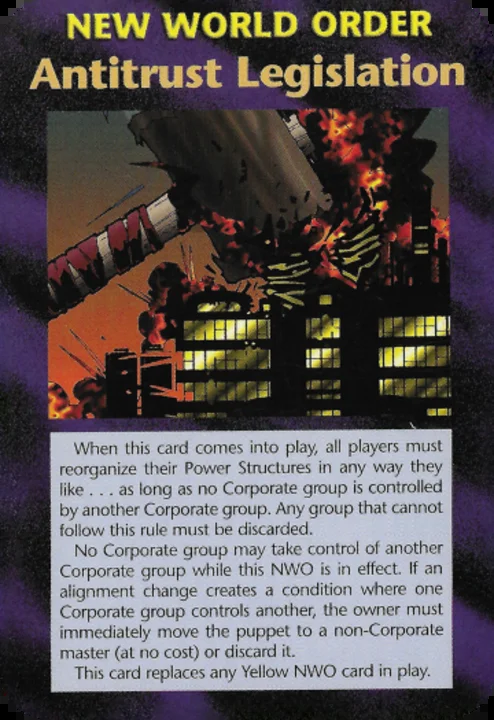 NEW WORLD ORDER
Antitrust Legislation
When this card comes into play, all players must
reorganize their Power Structures in any way they
like . . . as long as no Corporate group is controlled
by another Corporate group. Any group that cannot
follow this rule must be discarded.
No Corporate group may take control of another
Corporate group while this NWO is in effect. If an
alignment change creates a condition where one
Corporate group controls another, the owner must
immediately move the puppet to a non-Corporate
master (at no cost) or discard it.
This card replaces any Yellow NWO card in play.